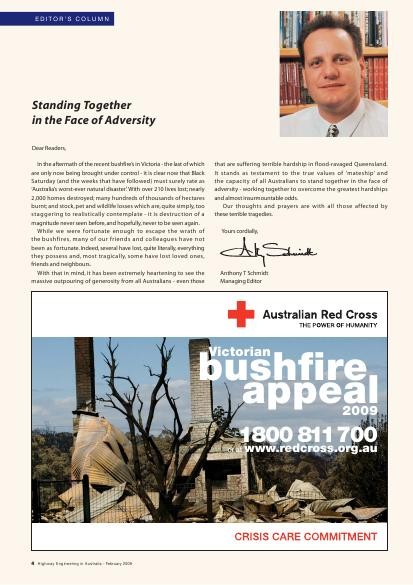 EDITOR'S COLUMN
Standing Together
in the Face of Adversity
Dear Readers,
In the aftermath of the recent bushfires in Victoria - the last of which
are only now being brought under control - it is clear now that Black
Saturday (and the weeks that have followed) must surely rate as
'Australia's worst-ever natural disaster'. With over 210 lives lost; nearly
2,000 homes destroyed; many hundreds of thousands of hectares
burnt; and stock, pet and wildlife losses which are, quite simply, too
staggering to realistically contemplate - it is destruction of a
magnitude never seen before, and hopefully, never to be seen again.
While we were fortunate enough to escape the wrath of
the bushfires, many of our friends and colleagues have not
been as fortunate. Indeed, several have lost, quite literally, everything
they possess and, most tragically, some have lost loved ones,
friends and neighbours.
With that in mind, it has been extremely heartening to see the
massive outpouring of generosity from all Australians - even those
that are suffering terrible hardship in flood-ravaged Queensland.
It stands as testament to the true values of 'mateship' and
the capacity of all Australians to stand together in the face of
adversity - working together to overcome the greatest hardships
and almost insurmountable odds.
Our thoughts and prayers are with all those affected by
these terrible tragedies.
Yours cordially,
Anthony T Schmidt
Managing Editor
Australian Red Cross
THE POWER OF HUMANITY
Victorian
bushfire
appeal
2009
1800 811 700
or at www.redcross.org.au
CRISIS CARE COMMITMENT
4 Highway Engineering in Australia - February 2009